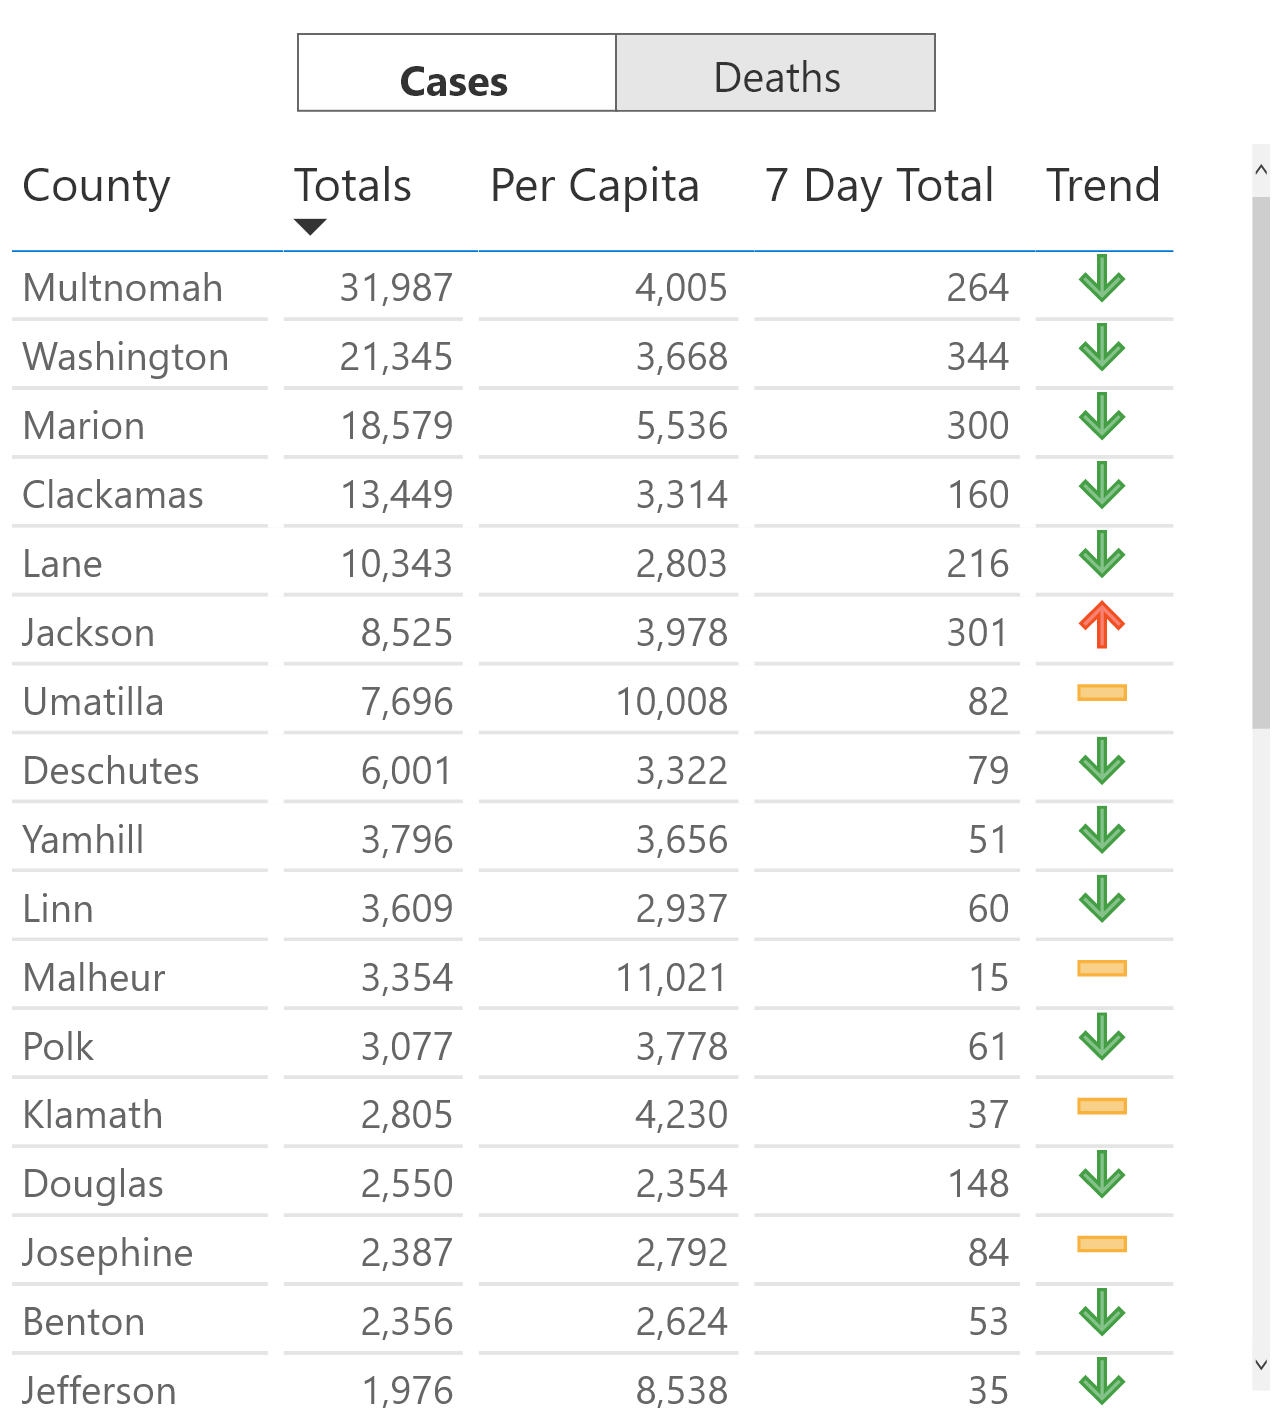 Cases Deaths
County Totals Per Capita 7 Day Total Trend
Multnomah 31,987 4,005 264
Washington 21,345 3,668 344
Marion 18,579 5,536 300
Clackamas 13,449 3,314 160
Lane 10,343 2,803 216
Jackson 8,525 3,978 301
Umatilla 7,696 10,008 82
Deschutes 6,001 3,322 79
Yamhill 3,796 3,656 51
Linn 3,609 2,937 60
Malheur 3,354 11,021 15
Polk 3,077 3,778 61
Klamath 2,805 4,230 37
Douglas 2,550 2,354 148
Josephine 2,387 2,792 84
Benton 2,356 2,624 53
Jefferson 1,976 8,538 35